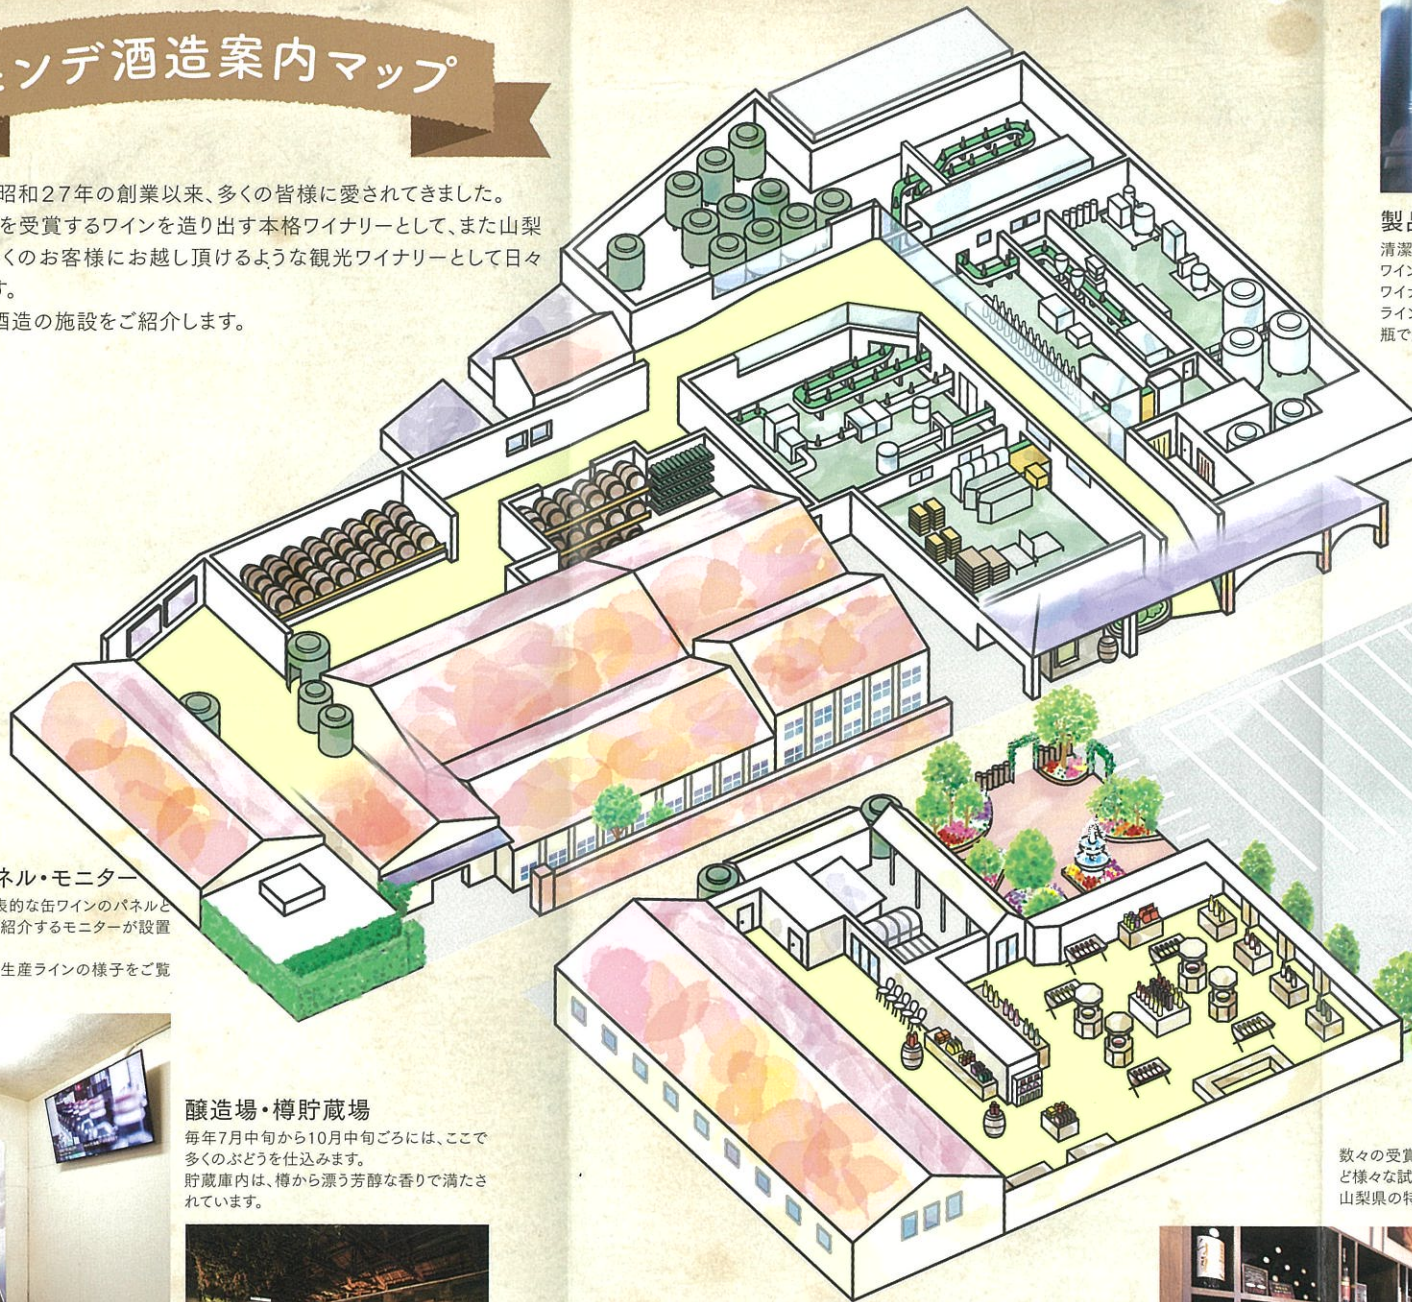 ンデ酒造案内マップ
昭和27年の創業以来、多くの皆様に愛されてきました。
を受賞するワインを造り出す本格ワイナリーとして、また山梨
くのお客様にお越し頂けるような観光ワイナリーとして日々
す。
酒造の施設をご紹介します。
製品
清潔
ワイン
ワイナ
ライン
瓶で
ネル・モニター
表的な缶ワインのパネルと
紹介するモニターが設置
生産ラインの様子をご覧
醸造場・樽貯蔵場
毎年7月中旬から10月中旬ごろには、ここで
多くのぶどうを仕込みます。
貯蔵庫内は、樽から漂う芳醇な香りで満たさ
れています。
数々の受賞
ど様々な試
山梨県の特